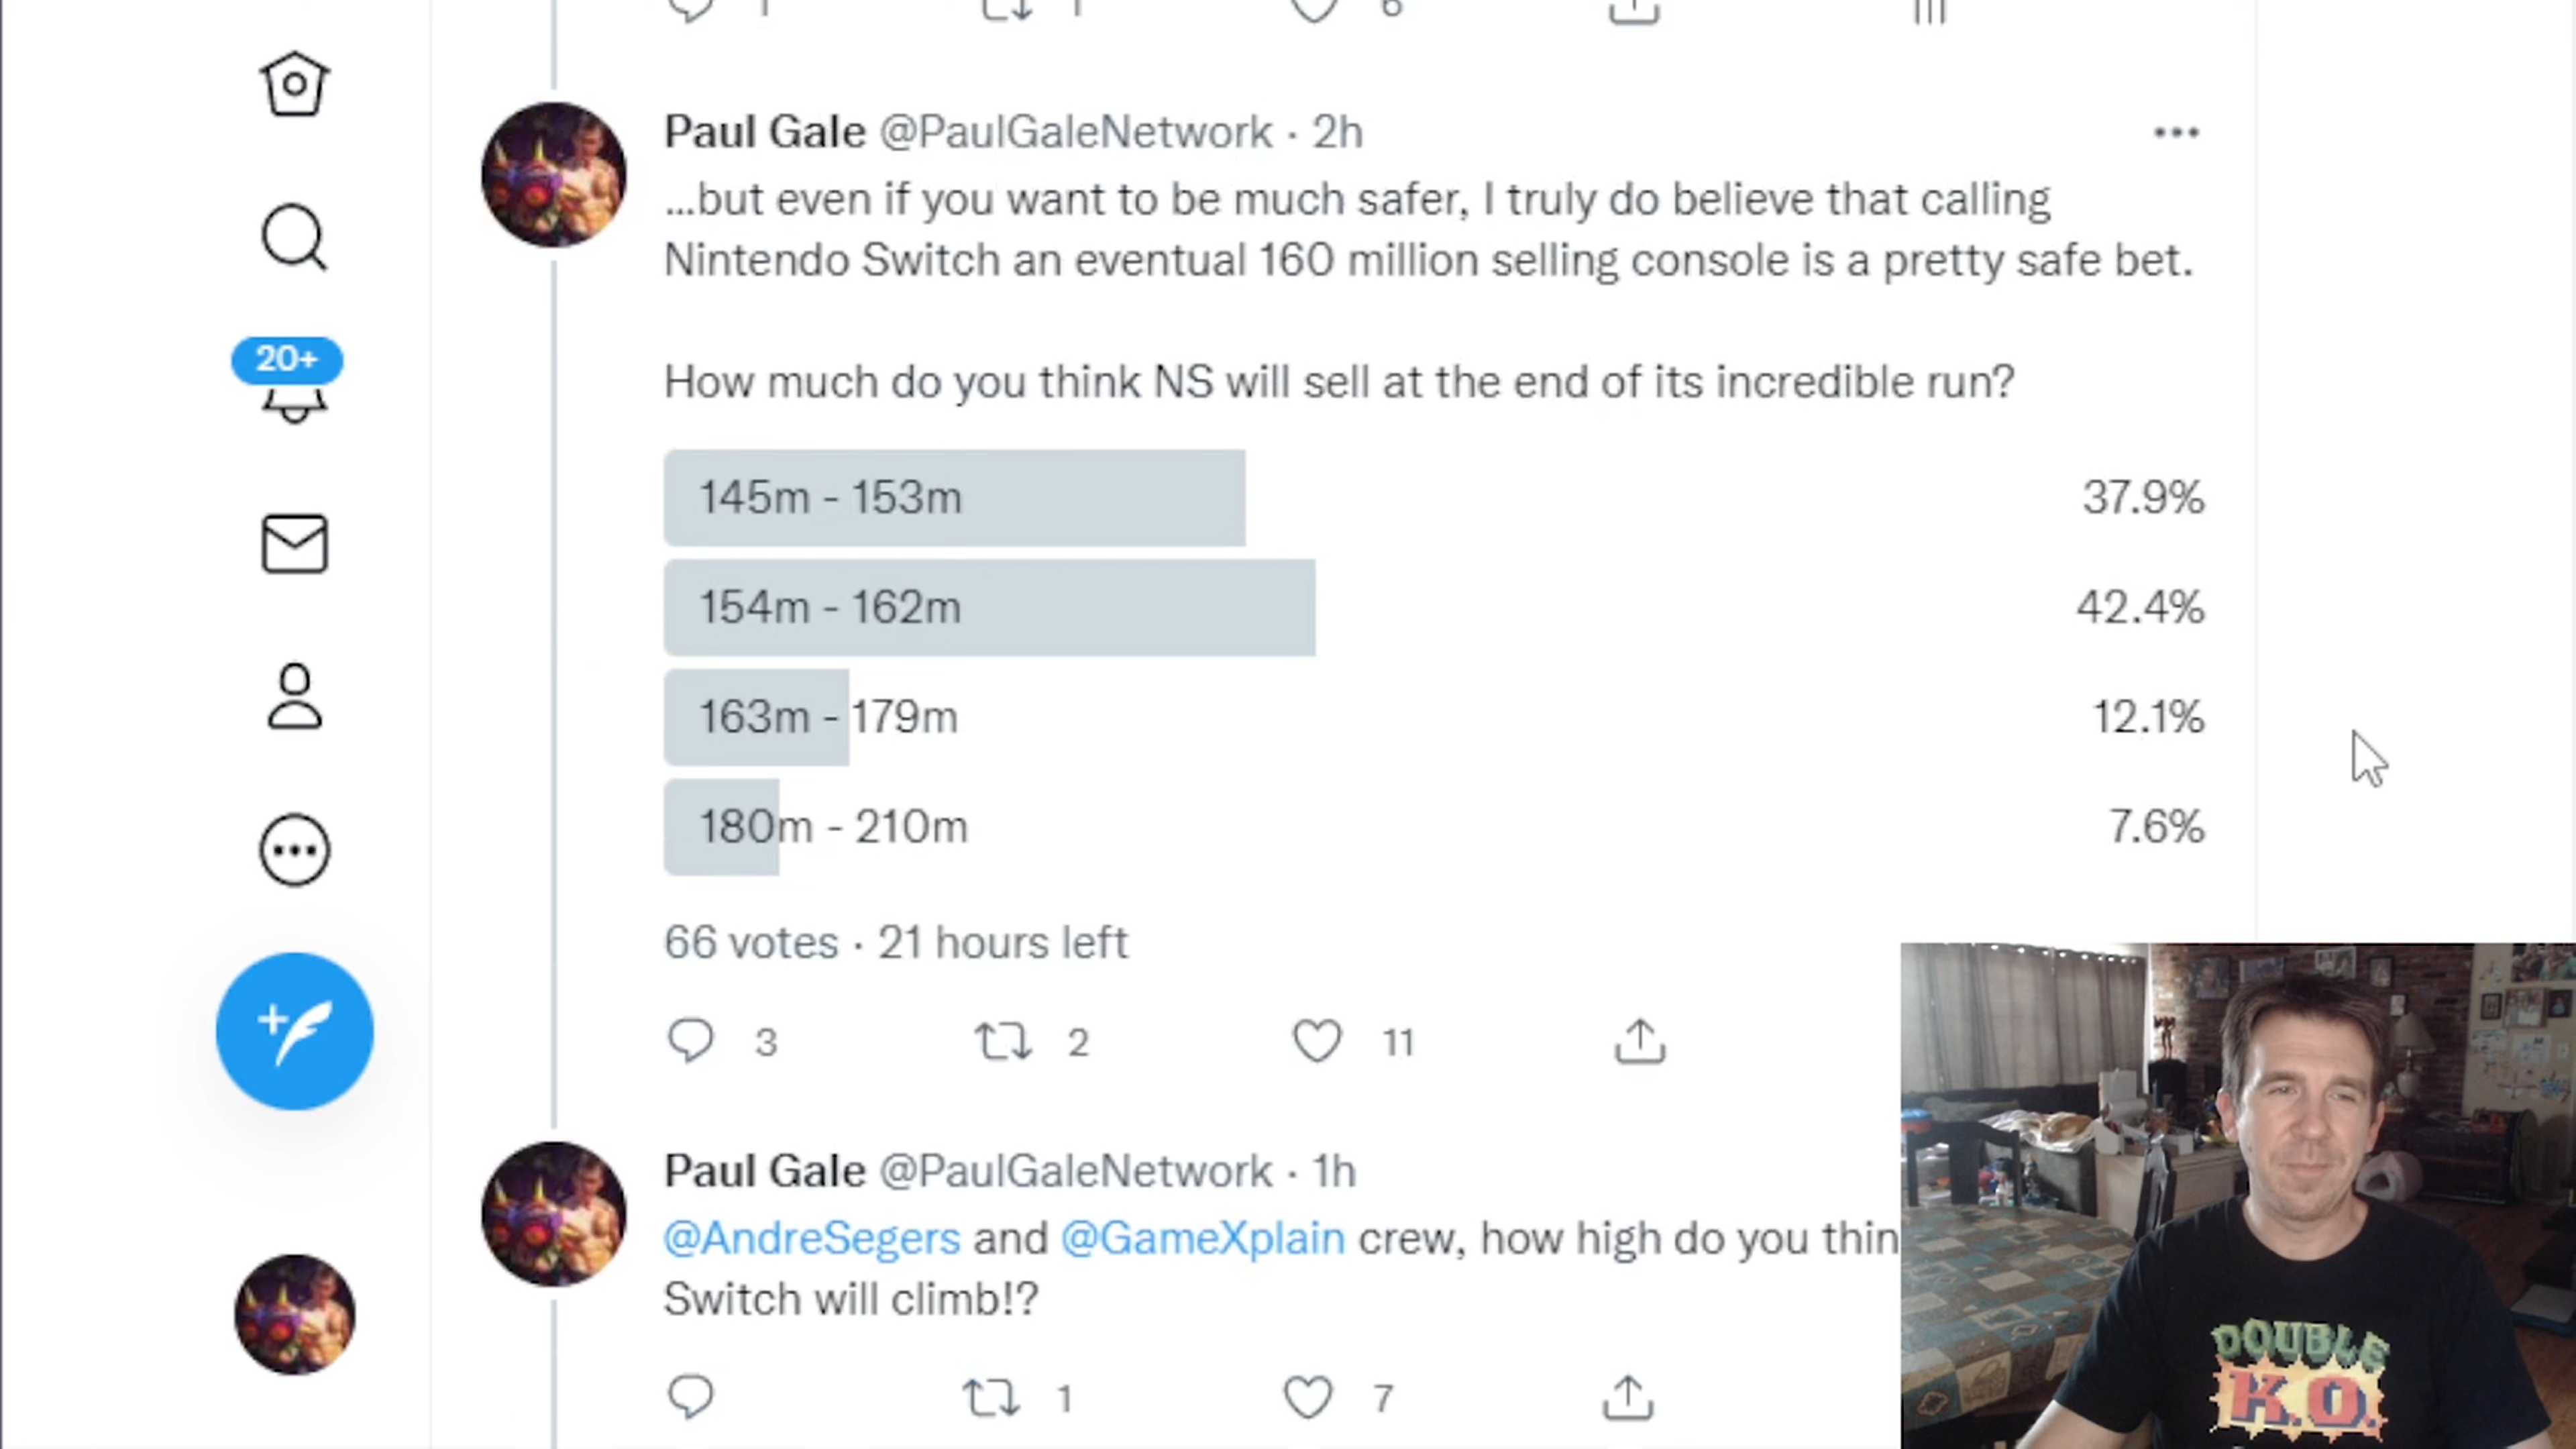 1 1 6
Paul Gale @PaulGaleNetwork · 2h
...but even if you want to be much safer, I truly do believe that calling
Nintendo Switch an eventual 160 million selling console is a pretty safe bet.
20+
How much do you think NS will sell at the end of its incredible run?
145m - 153m 37.9%
154m - 162m 42.4%
163m - 179m 12.1%
180m - 210m 7.6%
66 votes · 21 hours left
3 2 11
Paul Gale @PaulGaleNetwork · 1h
@AndreSegers and @GameXplain crew, how high do you thin
Switch will climb!?
1 7
DOUBLE
K.O.